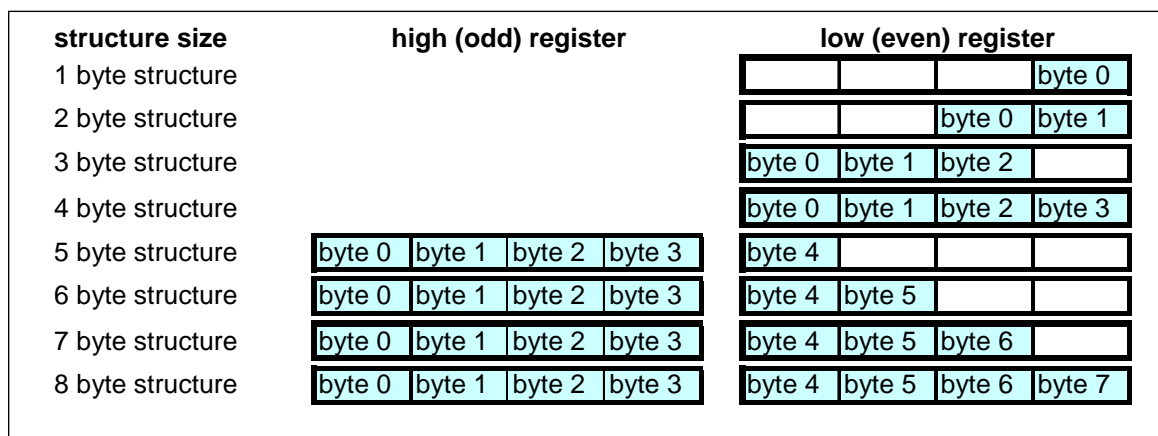 structure size high (odd) register low (even) register
1 byte structure byte 0
2 byte structure byte 0 byte 1
3 byte structure byte 0 byte 1 byte 2
4 byte structure byte 0 byte 1 byte 2 byte 3
5 byte structure byte 0 byte 1 byte 2 byte 3 byte 4
6 byte structure byte 0 byte 1 byte 2 byte 3 byte 4 byte 5
7 byte structure byte 0 byte 1 byte 2 byte 3 byte 4 byte 5 byte 6
8 byte structure byte 0 byte 1 byte 2 byte 3 byte 4 byte 5 byte 6 byte 7